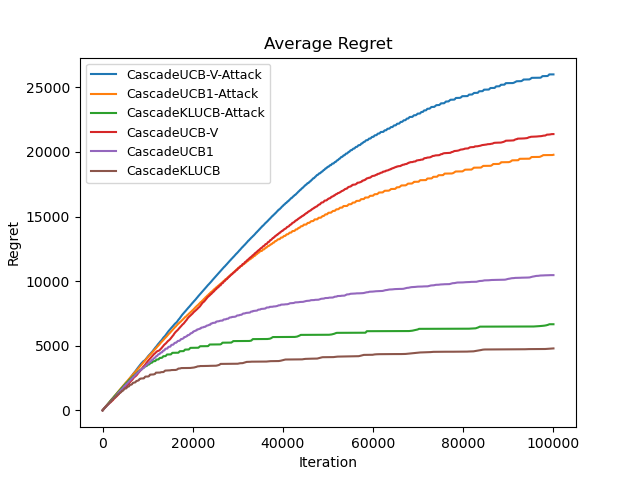 Average Regret
CascadeUCB-V-Attack
CascadeUCB1-Attack
CascadeKLUCB-Attack
CascadeUCB-V
CascadeUCB1
CascadeKLUCB
Regret
25000
20000
15000
10000
5000
0
0 20000 40000 60000 80000 100000
Iteration